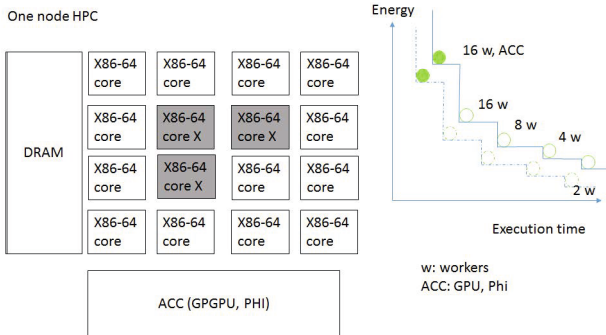 One node HPC
DRAM
X86-64
core
X86-64
core
X86-64
core
X86-64
core
X86-64
core
X86-64
core X
X86-64
core X
X86-64
core
X86-64
core
X86-64
core X
X86-64
core
X86-64
core
X86-64
core
X86-64
core
X86-64
core
X86-64
core
ACC (GPGPU, PHI)
Energy
16 w, ACC
16 w
8 w
4 w
2 w
Execution time
w: workers
ACC: GPU, Phi